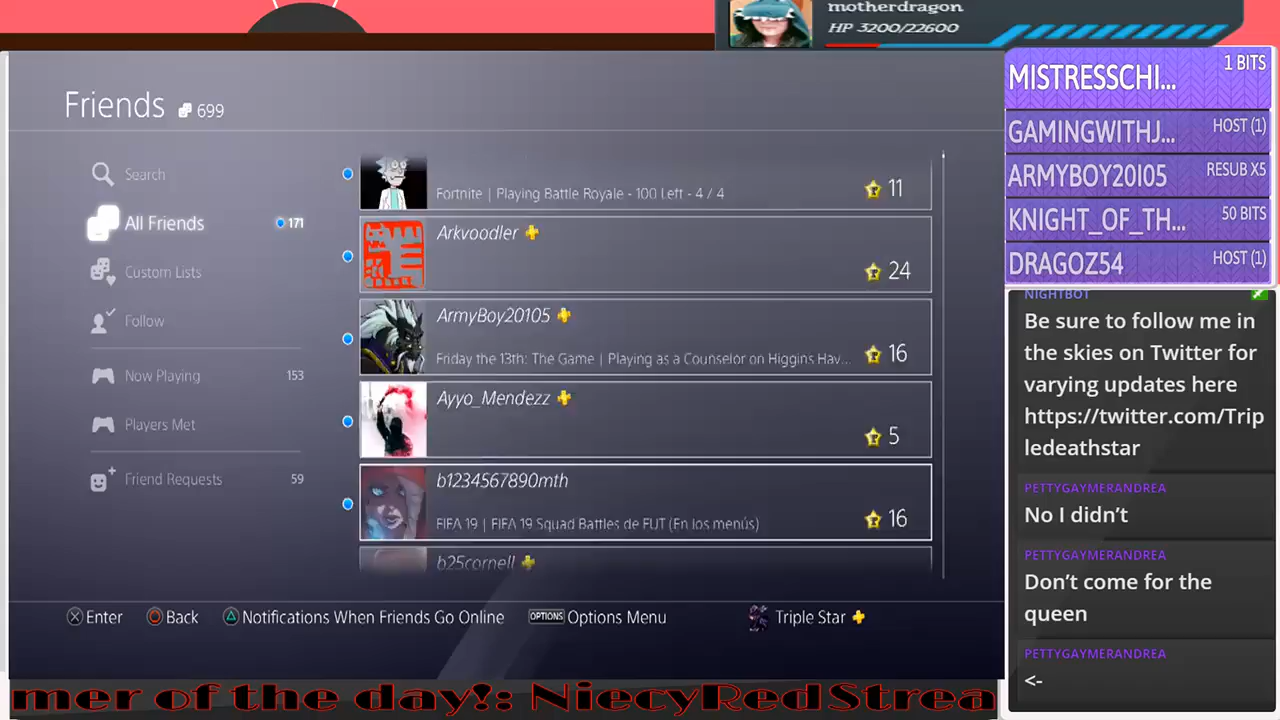 motherdragon
HP 3200/22600
Friends 699
Search
All Friends 171
Custom Lists
Follow
Now Playing 153
Players Met
Friend Requests 59
Fortnite | Playing Battle Royale - 100 Left - 4 / 4
11
Arkvoodler
24
ArmyBoy20105
Friday the 13th: The Game | Playing as a Counselor on Higgins Hav...
16
Ayyo_Mendezz
5
b1234567890mth
FIFA 19 | FIFA 19 Squad Battles de FUT (En los menús)
16
b25cornell
Enter Back Notifications When Friends Go Online OPTIONS Options Menu Triple Star
MISTRESSCHI... 1 BITS
GAMINGWITHJ... HOST (1)
ARMYBOY20105 RESUB X5
KNIGHT_OF_TH... 50 BITS
DRAGOZ54 HOST (1)
NIGHTBOT
Be sure to follow me in
the skies on Twitter for
varying updates here
https://twitter.com/Trip
ledeathstar
PETTYGAYMERANDREA
No I didn't
PETTYGAYMERANDREA
Don't come for the
queen
PETTYGAYMERANDREA
<-
mer of the day!: NiecyRedStrea